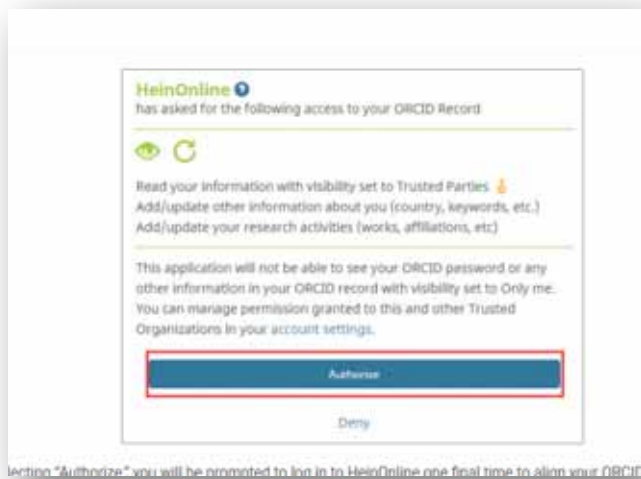 HeinOnline ?
has asked for the following access to your ORCID Record
Read your information with visibility set to Trusted Parties
Add/update other information about you (country, keywords, etc.)
Add/update your research activities (works, affiliations, etc)
This application will not be able to see your ORCID password or any
other information in your ORCID record with visibility set to Only me.
You can manage permission granted to this and other Trusted
Organizations in your account settings.
Authorize
Deny
lecting "Authorize," you will be prompted to log in to HeinOnline one final time to align your ORCID